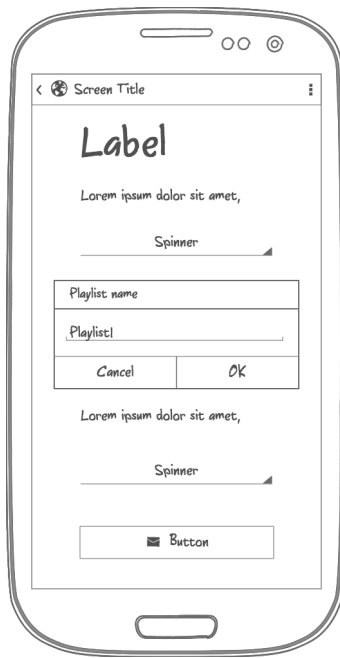 Screen Title
Label
Lorem ipsum dolor sit amet,
Spinner
Playlist name
Playlist|
Cancel OK
Lorem ipsum dolor sit amet,
Spinner
Button